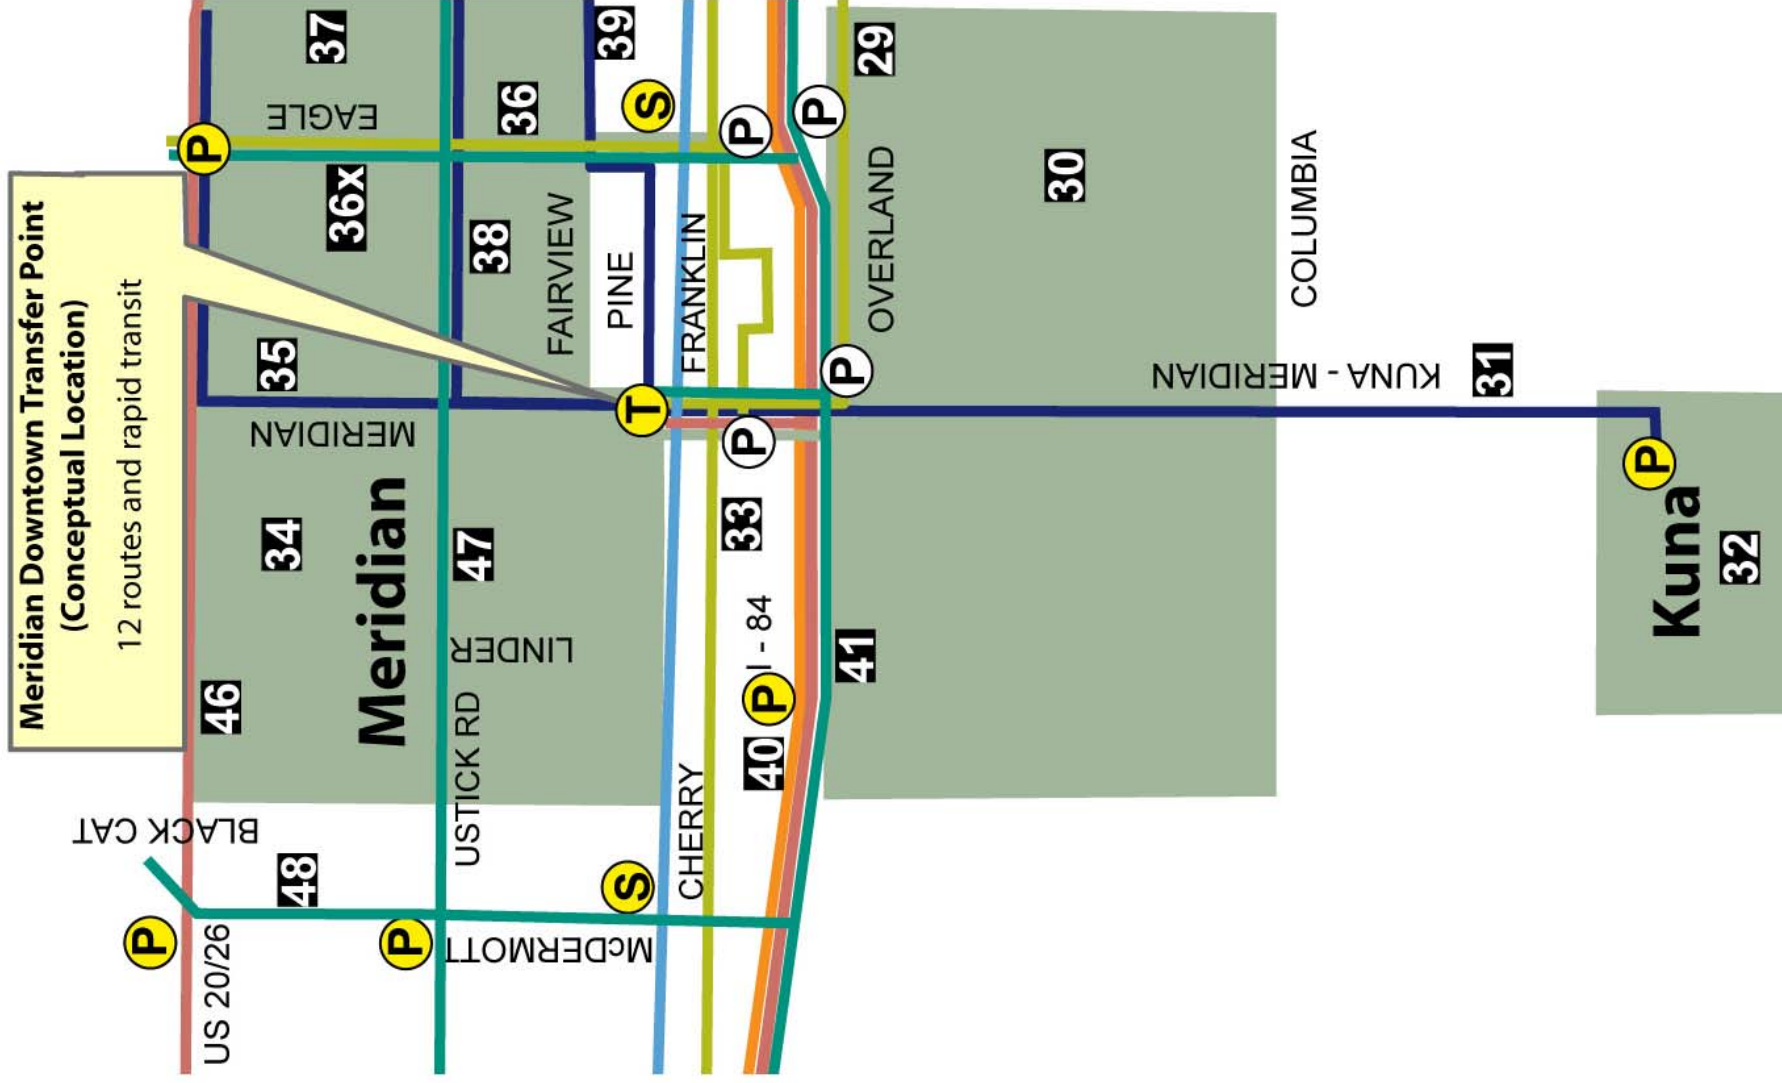 Meridian Downtown Transfer Point
(Conceptual Location)
12 routes and rapid transit
BLACK CAT
P
P
US 20/26
46
48
34
35
MERIDIAN
36x
EAGLE
37
Meridian
P
McDERMOTT
USTICK RD
47
LINDER
38
36
FAIRVIEW
39
S
PINE
T
S
CHERRY
FRANKLIN
33
P
P
40
P
I - 84
41
P
P
OVERLAND
29
30
COLUMBIA
KUNA - MERIDIAN
31
P
Kuna
32